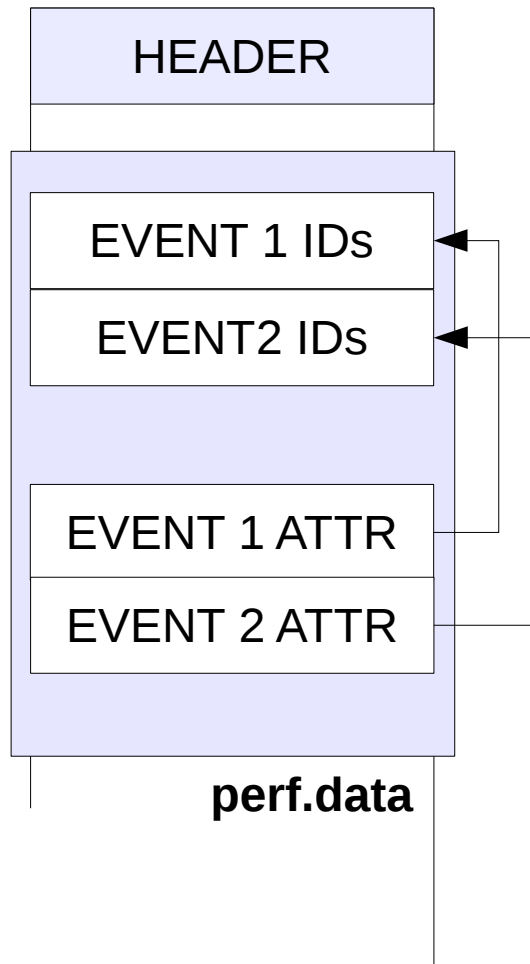 HEADER
EVENT 1 IDs
EVENT2 IDs
EVENT 1 ATTR
EVENT 2 ATTR
perf.data